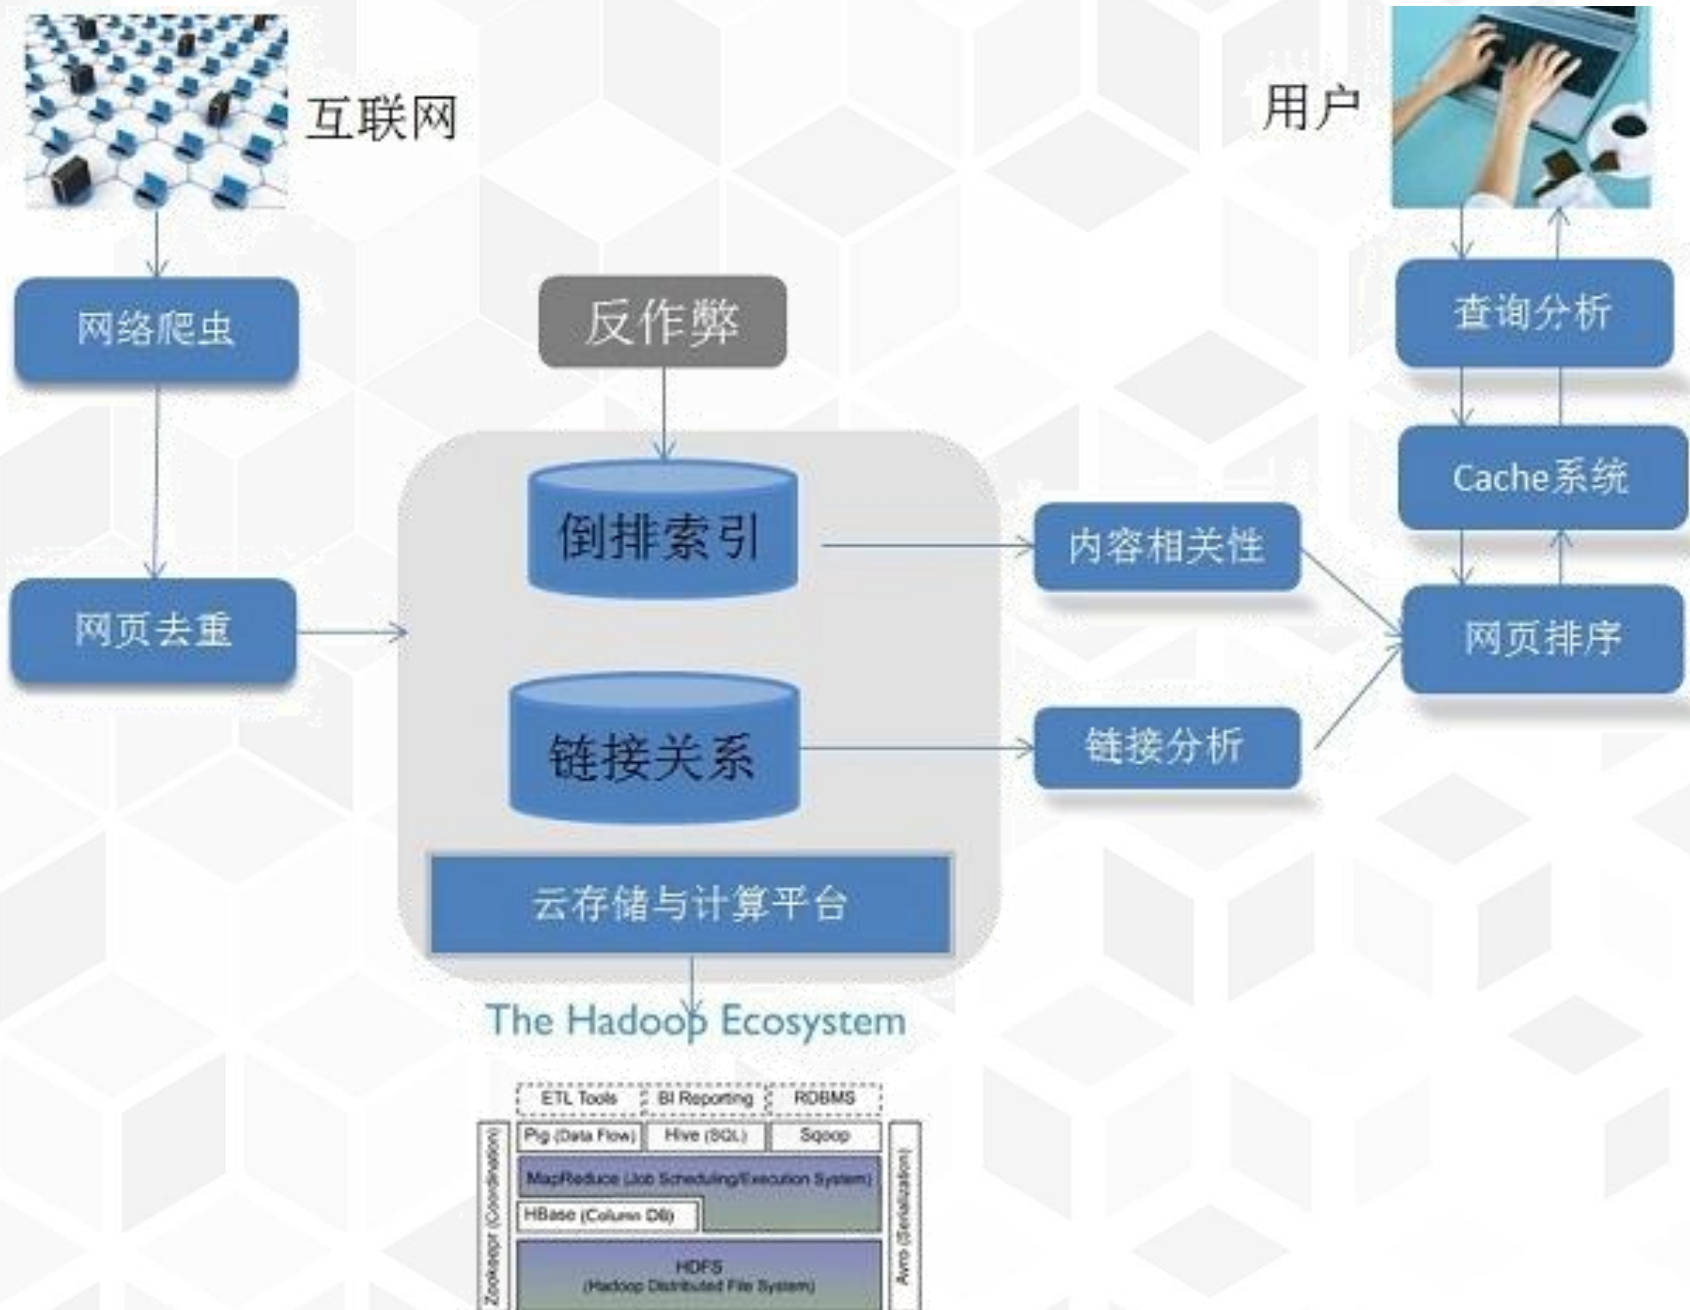 互联网
用户
网络爬虫
反作弊
查询分析
Cache系统
倒排索引
内容相关性
网页去重
网页排序
链接关系
链接分析
云存储与计算平台
The Hadoop Ecosystem
ETL Tools
BI Reporting
RDBMS
Pig (Data Flow)
Hive (SQL)
Sqoop
MapReduce (Job Scheduling/Execution System)
HBase (Column DB)
HDFS
(Hadoop Distributed File System)
Zookeepr (Coordination)
Avro (Serialization)